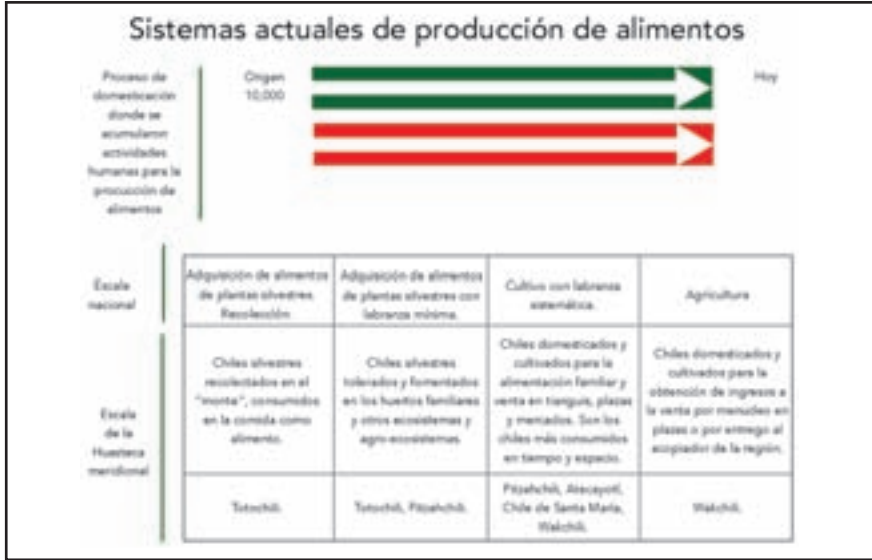 Sistemas actuales de producción de alimentos
Proceso de
domesticación
donde se
acumularon
actividades
humanas para la
producción de
alimentos
Origen
10,000
Hoy
Escala
nacional
Adquisición de alimentos
de plantas silvestres
Recolección
Adquisición de alimentos
de plantas silvestres con
labranza mínima.
Cultivo con labranza
sistemática.
Agricultura
Escala
de la
Huasteca
meridional
Chiles silvestres
recolectados en el
"monte", consumidos
en la comida como
alimento.
Chiles silvestres
tolerados y fomentados
en los huertos familiares
y otros ecosistemas y
agro-ecosistemas.
Chiles domesticados y
cultivados para la
alimentación familiar y
venta en tianguis, plazas
y mercados. Son los
chiles más consumidos
en tiempo y espacio.
Chiles domesticados y
cultivados para la
obtención de ingresos a
la venta por menudeo en
plazas o por entrego al
acopiador de la región.
Totochili.
Totochili, Pitzahchili.
Pitzahchili,
Chile de Santa María,
Wakchili.
Wakchili.